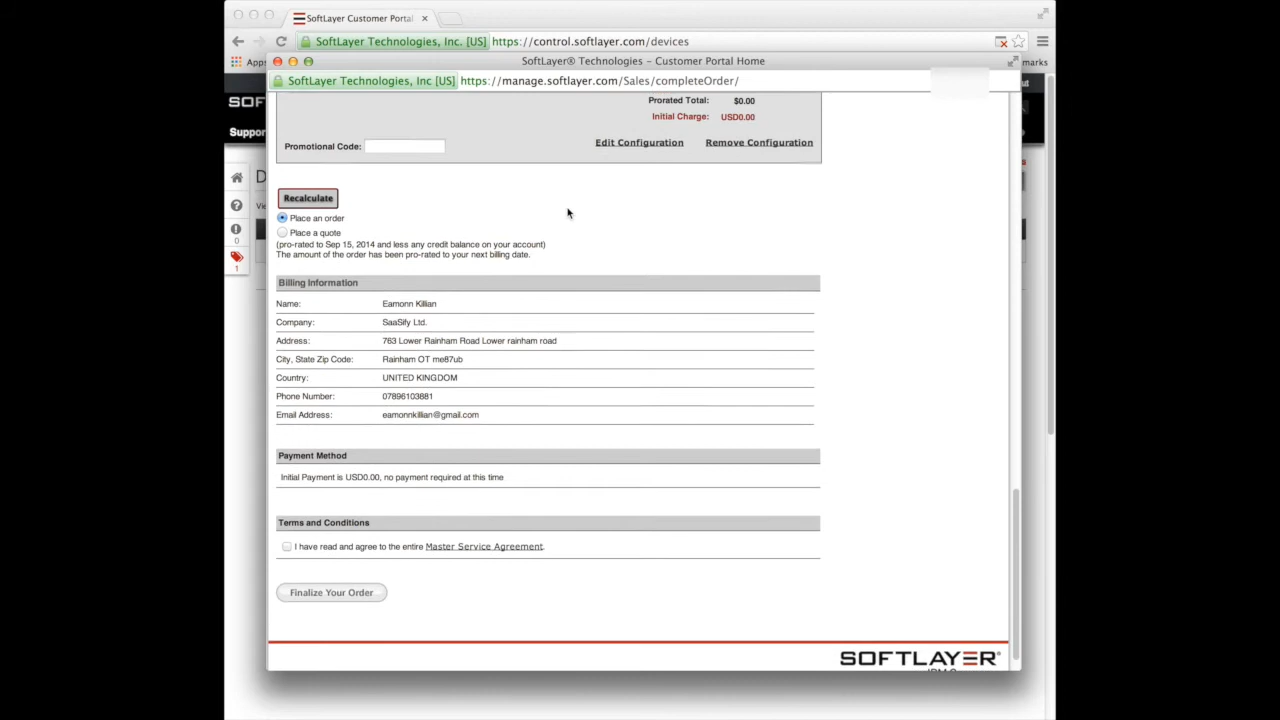 SoftLayer Customer Portal
SoftLayer Technologies, Inc. [US] https://control.softlayer.com/devices
Apps
marks
SoftLayer® Technologies – Customer Portal Home
SoftLayer Technologies, Inc [US] https://manage.softlayer.com/Sales/completeOrder/
SOF
Suppor
D
Vie
0
1
Prorated Total: $0.00
Initial Charge: USD0.00
Promotional Code:
Edit Configuration Remove Configuration
Recalculate
Place an order
Place a quote
(pro-rated to Sep 15, 2014 and less any credit balance on your account)
The amount of the order has been pro-rated to your next billing date.
Billing Information
Name: Eamonn Killian
Company: SaaSify Ltd.
Address: 763 Lower Rainham Road Lower rainham road
City, State Zip Code: Rainham OT me87ub
Country: UNITED KINGDOM
Phone Number: 07896103881
Email Address: eamonnkillian@gmail.com
Payment Method
Initial Payment is USD0.00, no payment required at this time
Terms and Conditions
I have read and agree to the entire Master Service Agreement.
Finalize Your Order
SOFTLAYER®